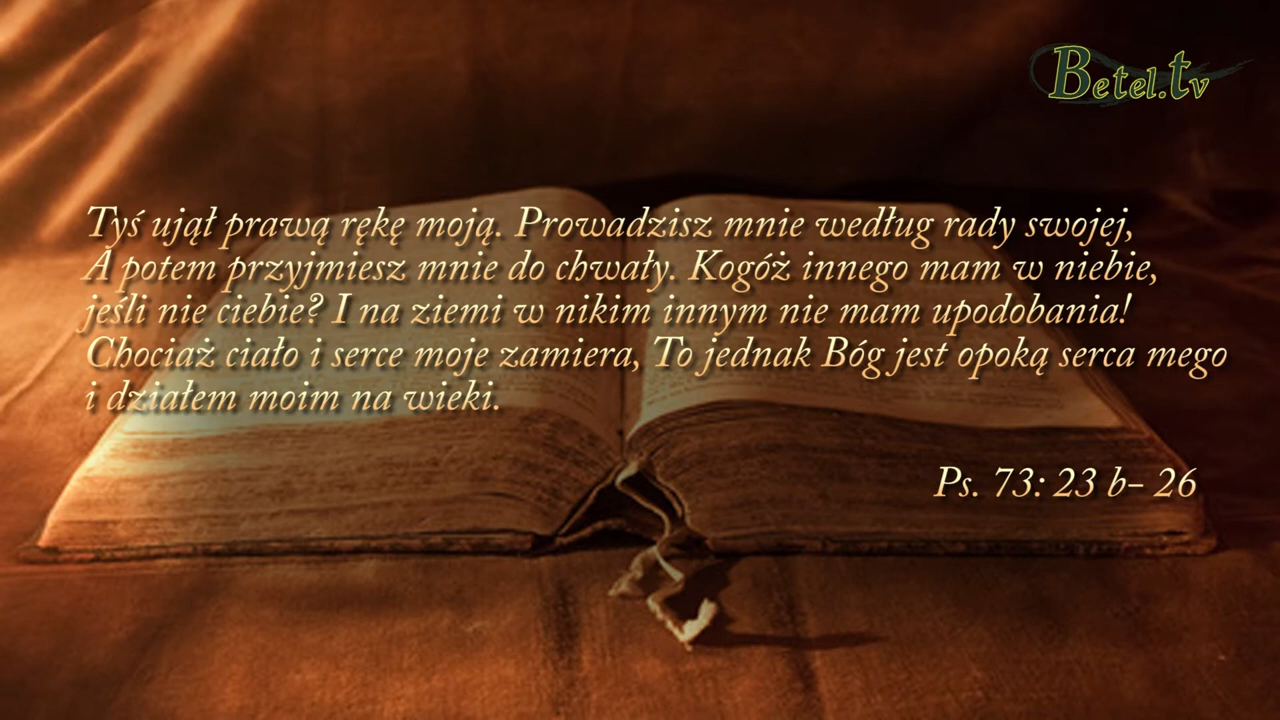 Betel.tv
Tyś ujął prawą rękę moją. Prowadzisz mnie według rady swojej,
A potem przyjmiesz mnie do chwały. Kogóż innego mam w niebie,
jeśli nie ciebie? I na ziemi w nikim innym nie mam upodobania!
Chociaż ciało i serce moje zamiera, To jednak Bóg jest opoką serca mego
i działem moim na wieki.
Ps. 73: 23 b- 26